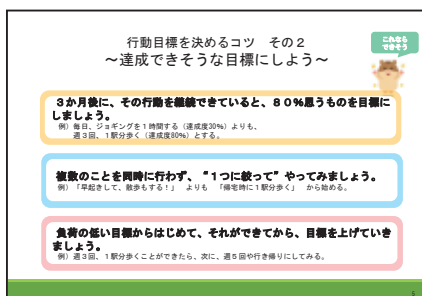 行動目標を決めるコツ　その２
～達成できそうな目標にしよう～
これなら
できそう
３か月後に、その行動を継続できていると、８０％思うものを目標に
しましょう。
例）毎日、ジョギングを１時間する（達成度30%）よりも、
週３回、１駅分歩く（達成度80%）とする。
複数のことを同時に行わず、“１つに絞って”やってみましょう。
例）「早起きして、散歩もする！」　よりも　「帰宅時に１駅分歩く」　から始める。
負荷の低い目標からはじめて、それができてから、目標を上げていき
ましょう。
例）週３回、１駅分歩くことができたら、次に、週５回や行き帰りにしてみる。
5